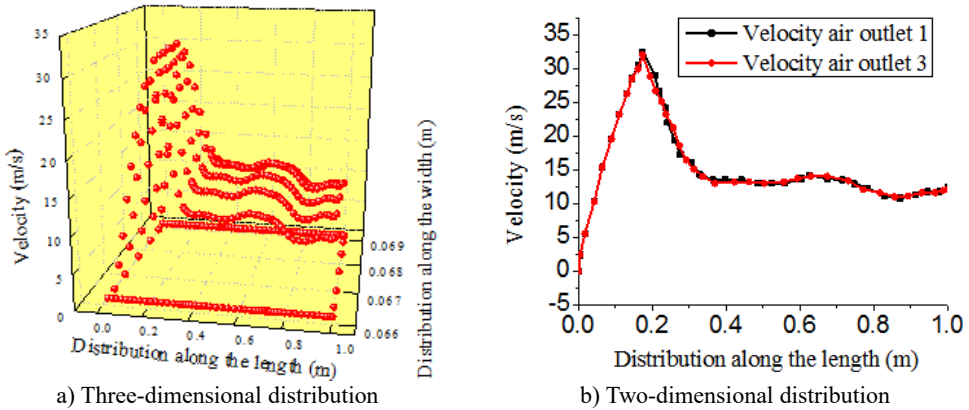 35
30
25
20
15
10
5
0
Velocity (m/s)
0.0
0.2
0.4
0.6
0.8
1.0
Distribution along the length (m)
0.069
0.068
0.067
0.066
Distribution along the width (m)
a) Three-dimensional distribution
Velocity air outlet 1
Velocity air outlet 3
35
30
25
20
15
10
5
0
-5
Velocity (m/s)
0.0 0.2 0.4 0.6 0.8 1.0
Distribution along the length (m)
b) Two-dimensional distribution